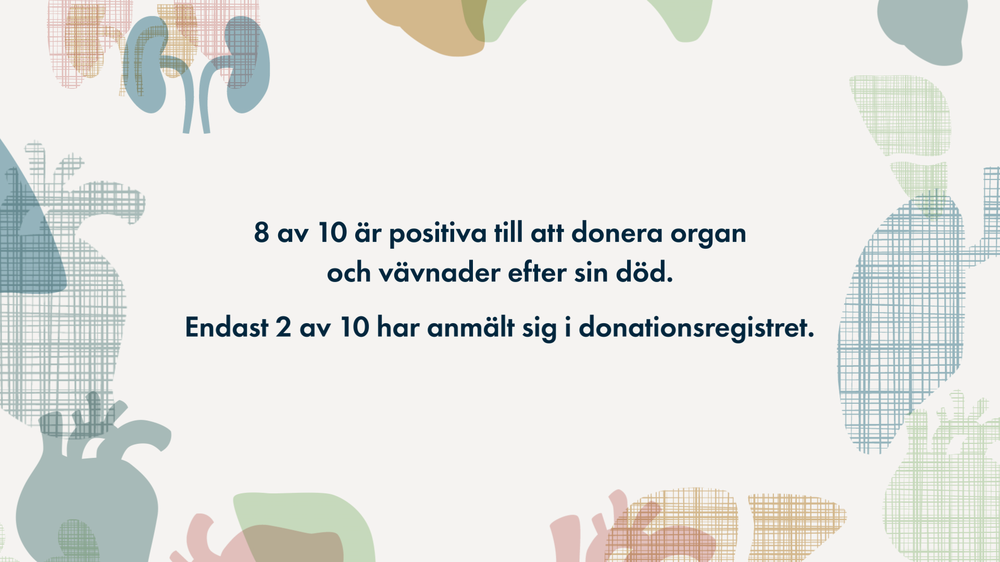 8 av 10 är positiva till att donera organ
och vävnader efter sin död.
Endast 2 av 10 har anmält sig i donationsregistret.